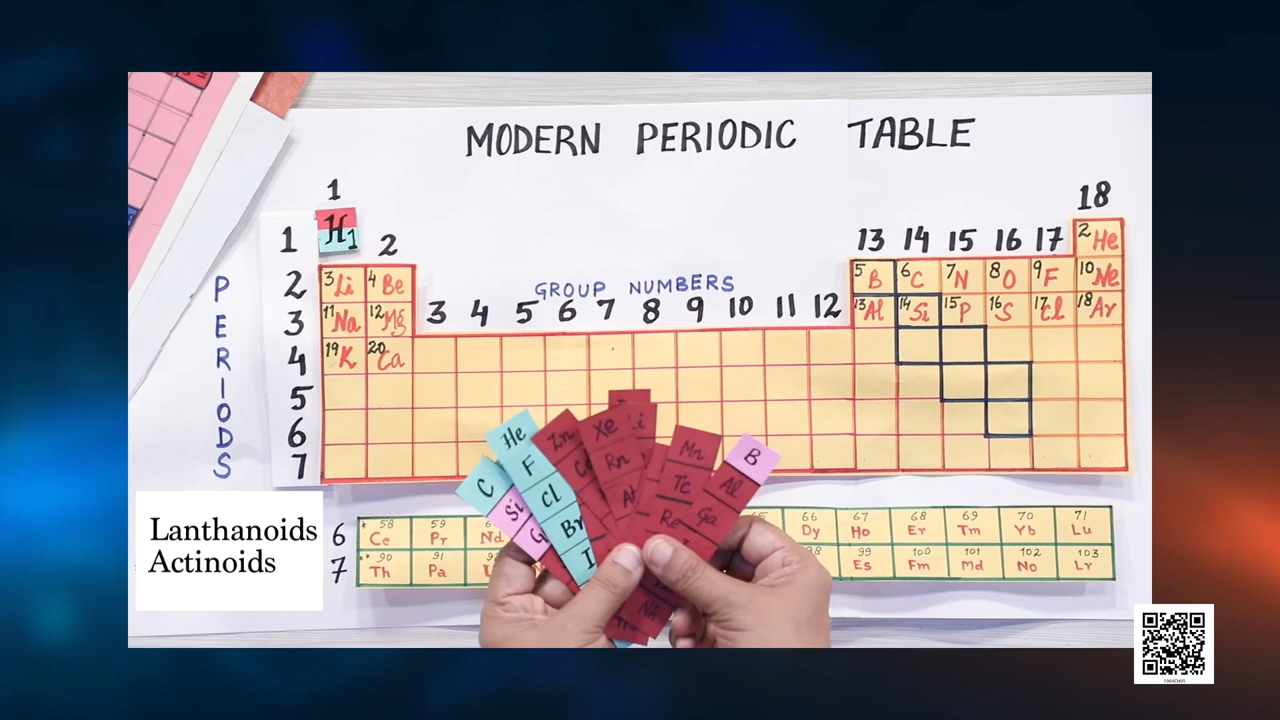 MODERN PERIODIC TABLE
1
18
1 H1 2 13 14 15 16 17 2 He
GROUP NUMBERS
PERIODS
2 3 Li 4 Be 5 B 6 C 7 N 8 O 9 F 10 Ne
3 4 5 6 7 8 9 10 11 12
3 11 Na 12 Mg 13 Al 14 Si 15 P 16 S 17 Cl 18 Ar
4 19 K 20 Ca
5
6
7
He Zn Xe B
C F Rn Mn Al
Si Cl Tc Ga
Br Re
I
Lanthanoids
Actinoids
6 * 58 Ce 59 Pr Nd 66 Dy 67 Ho 68 Er 69 Tm 70 Yb 71 Lu
7 ** 90 Th 91 Pa 99 Es 100 Fm 101 Md 102 No 103 Lr
1064CH05